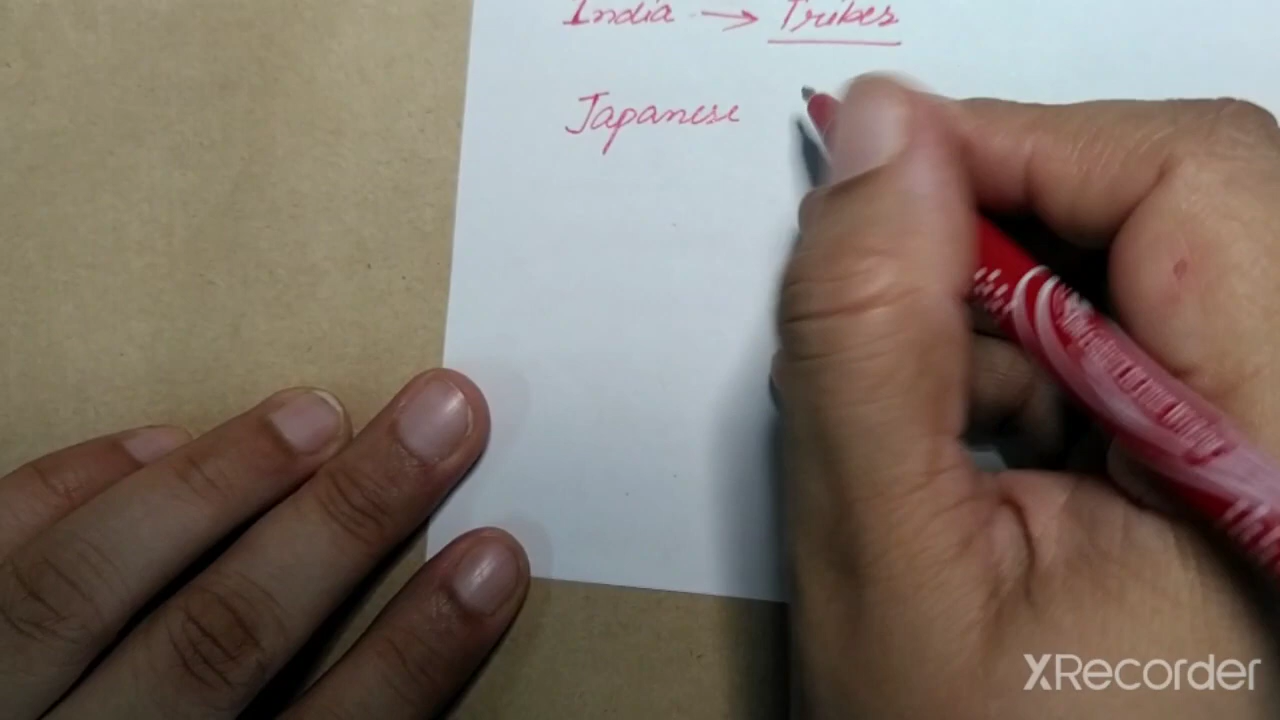 India → Tribes
Japanese
XRecorder